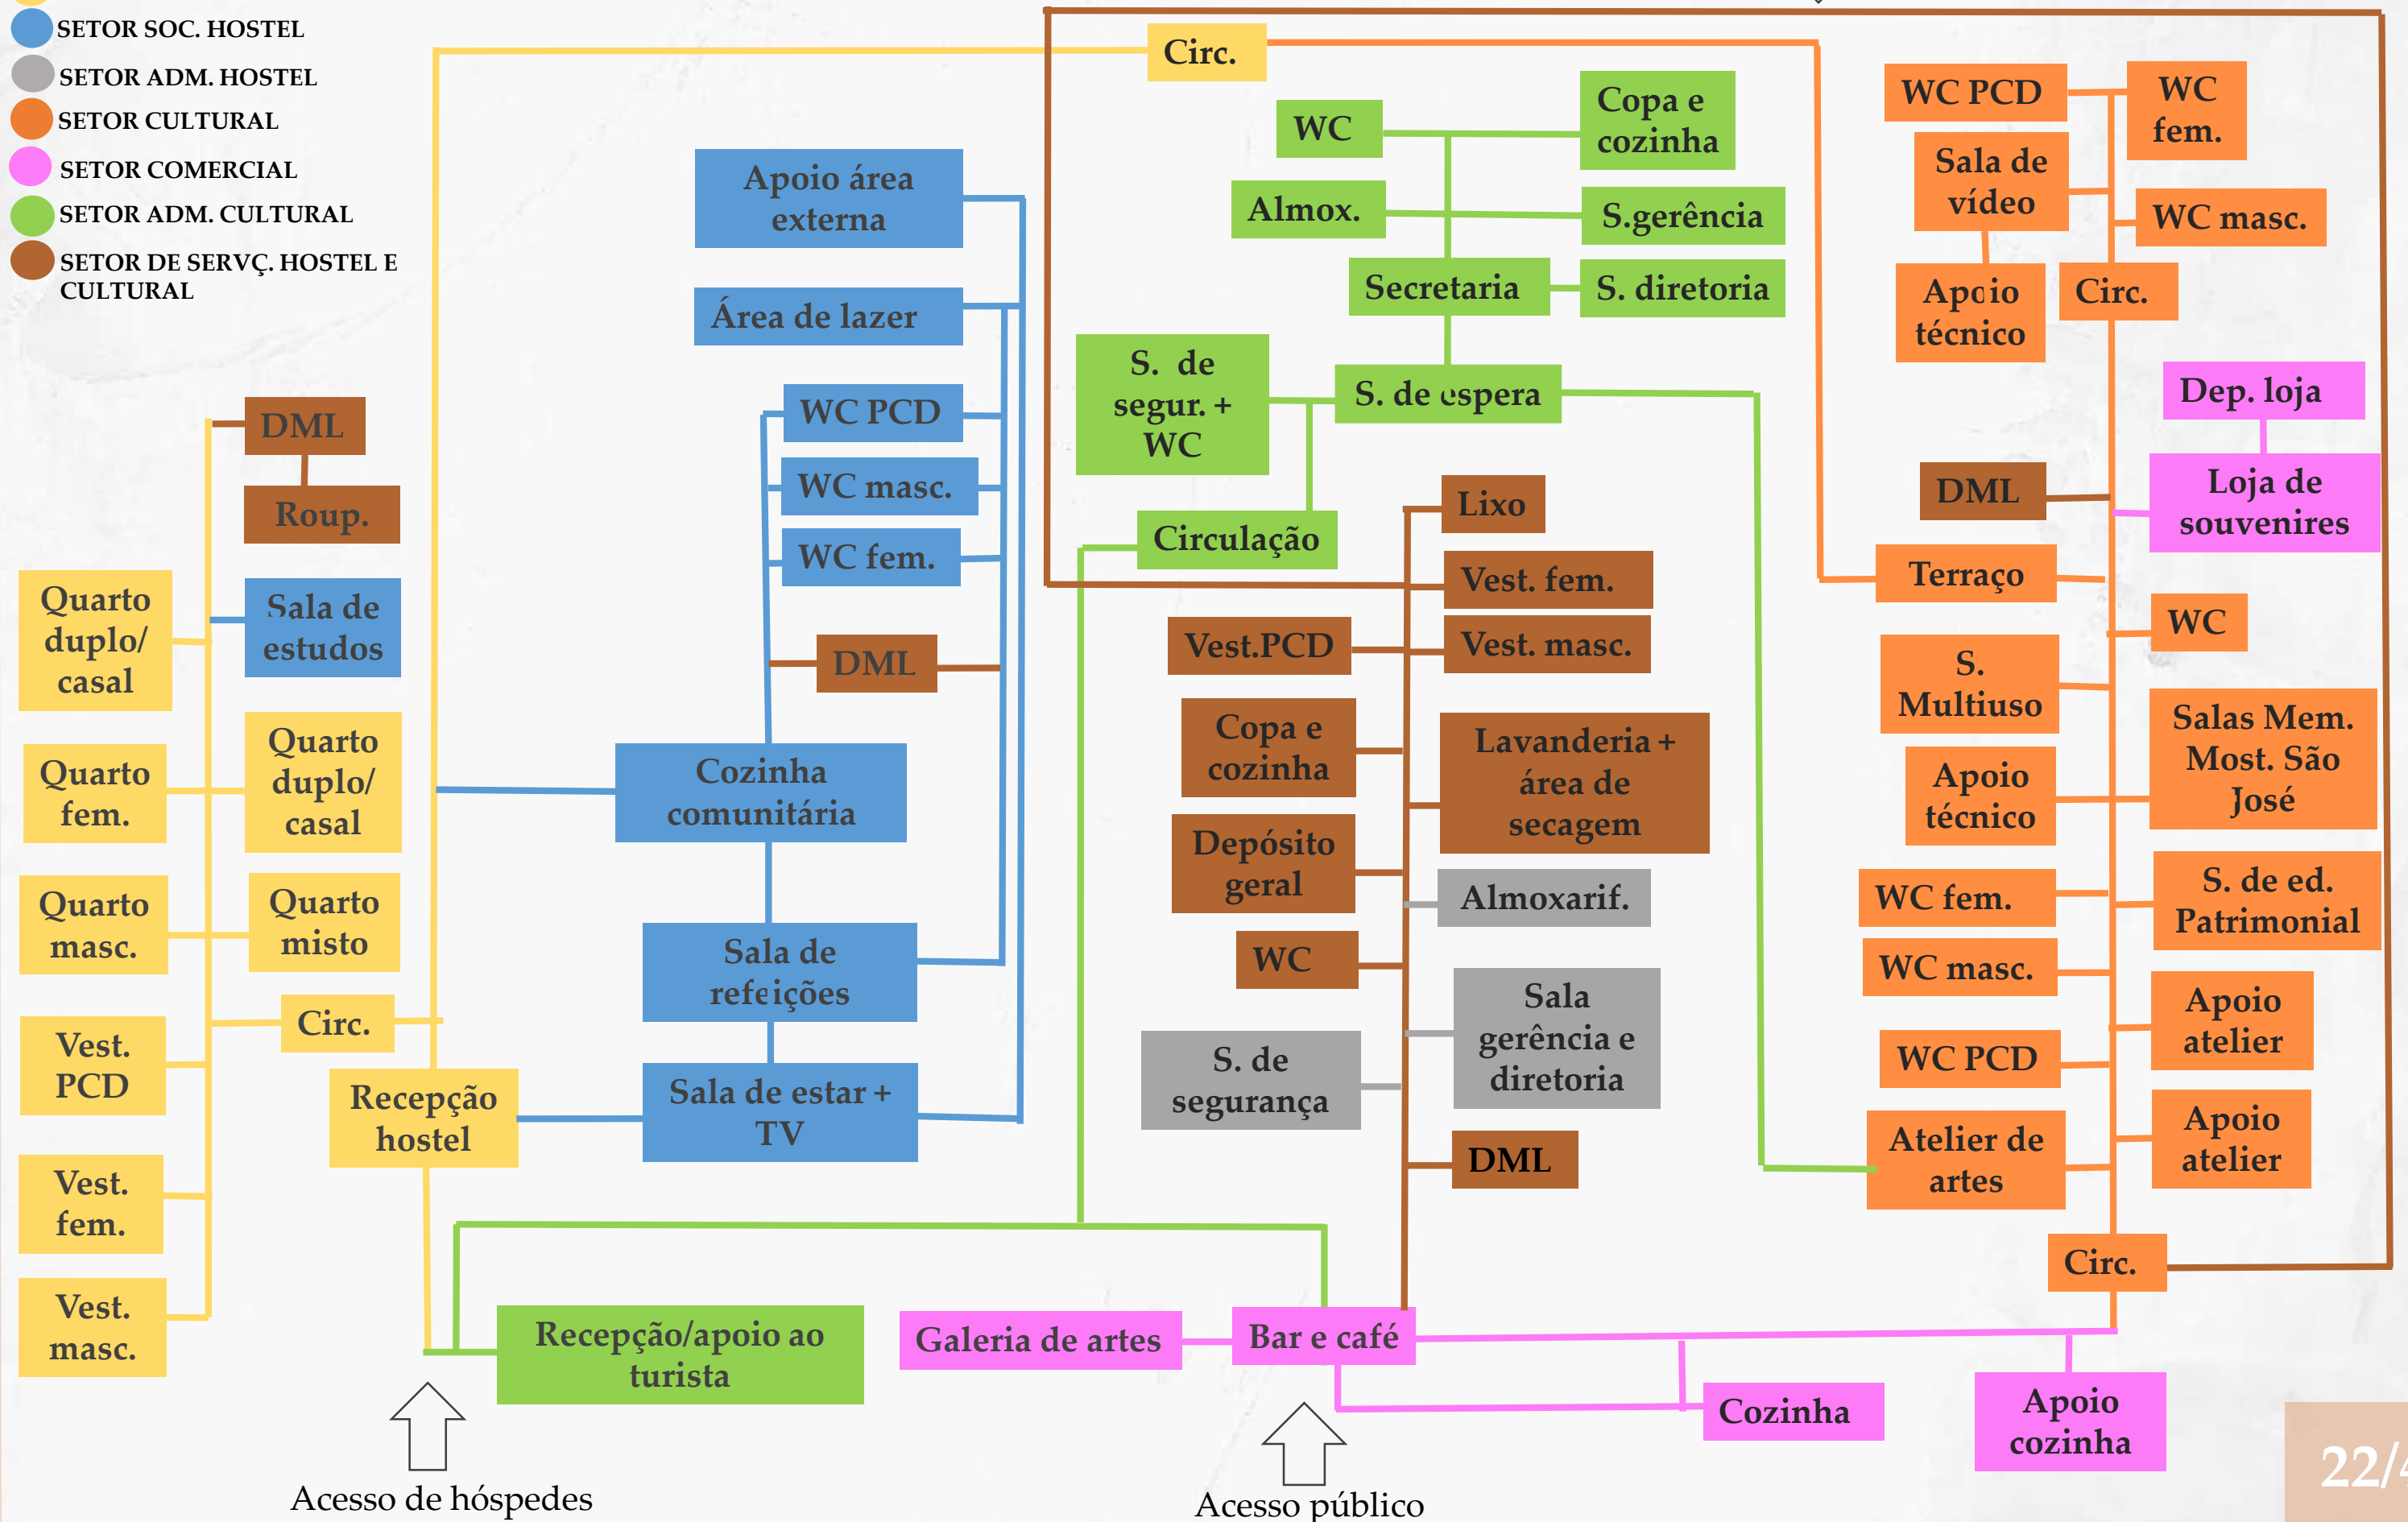 SETOR SOC. HOSTEL
SETOR ADM. HOSTEL
SETOR CULTURAL
SETOR COMERCIAL
SETOR ADM. CULTURAL
SETOR DE SERVÇ. HOSTEL E
CULTURAL
DML
Roup.
Quarto
duplo/
casal
Sala de
estudos
Quarto
fem.
Quarto
duplo/
casal
Quarto
masc.
Quarto
misto
Circ.
Vest.
PCD
Vest.
fem.
Vest.
masc.
Recepção
hostel
Apoio área
externa
Área de lazer
WC PCD
WC masc.
WC fem.
DML
Cozinha
comunitária
Sala de
refeições
Sala de estar +
TV
Circ.
WC
Copa e
cozinha
Almox.
S.gerência
Secretaria
S. diretoria
S. de
segur. +
WC
S. de espera
Circulação
Lixo
Vest. fem.
Vest.PCD
Vest. masc.
Copa e
cozinha
Lavanderia +
área de
secagem
Depósito
geral
Almoxarif.
WC
Sala
gerência e
diretoria
S. de
segurança
DML
WC PCD
WC
fem.
Sala de
vídeo
WC masc.
Apoio
técnico
Circ.
Dep. loja
DML
Loja de
souvenires
Terraço
WC
S.
Multiuso
Salas Mem.
Most. São
José
Apoio
técnico
WC fem.
S. de ed.
Patrimonial
WC masc.
Apoio
atelier
WC PCD
Apoio
atelier
Atelier de
artes
Circ.
Recepção/apoio ao
turista
Galeria de artes
Bar e café
Cozinha
Apoio
cozinha
Acesso de hóspedes
Acesso público
22/4